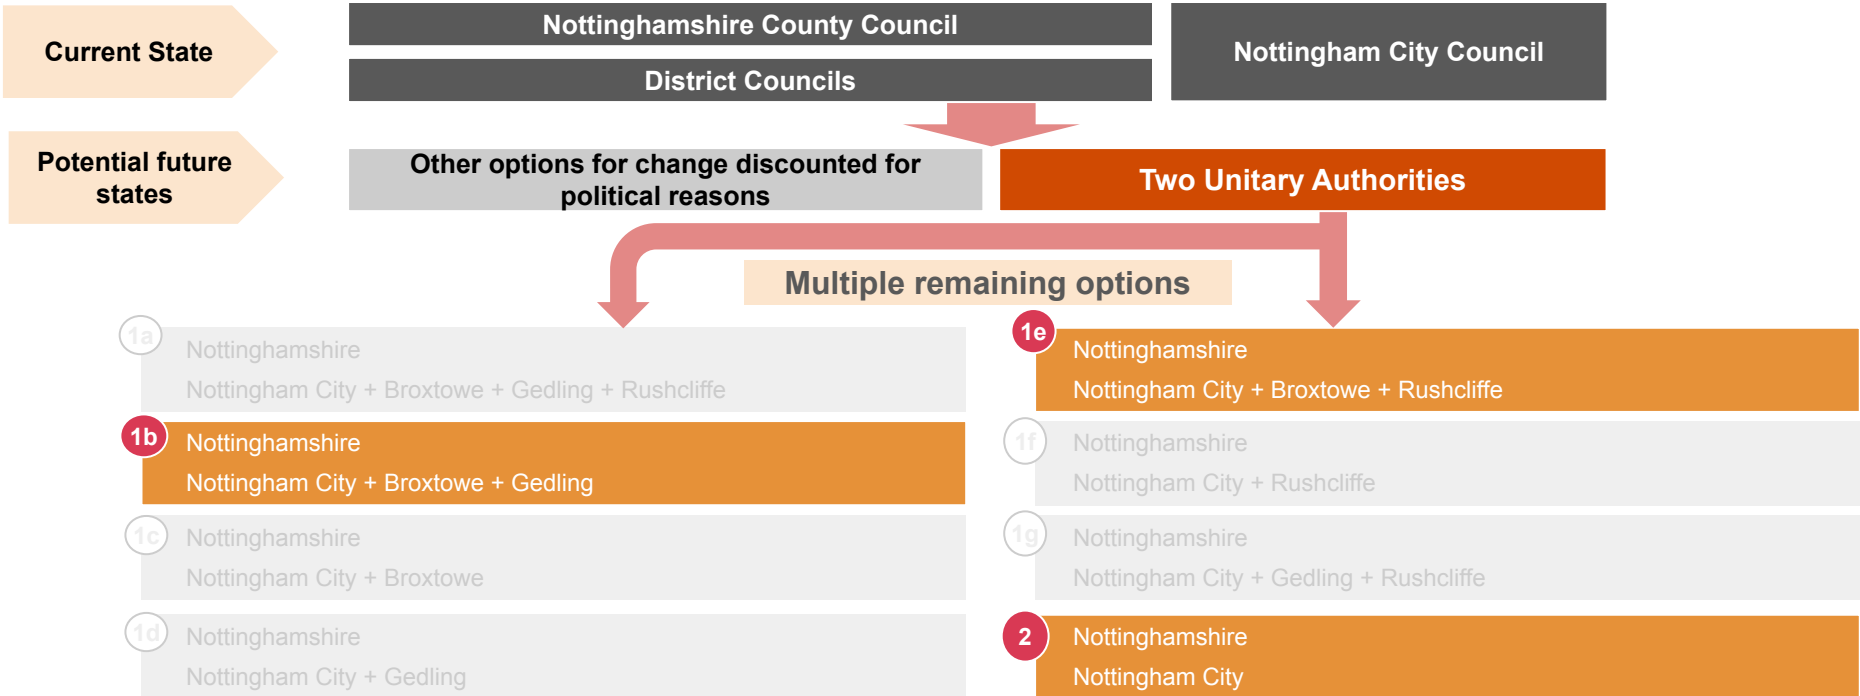 Current State
Nottinghamshire County Council
District Councils
Nottingham City Council
Potential future
states
Other options for change discounted for
political reasons
Two Unitary Authorities
Multiple remaining options
1a
Nottinghamshire
Nottingham City + Broxtowe + Gedling + Rushcliffe
1b
Nottinghamshire
Nottingham City + Broxtowe + Gedling
1c
Nottinghamshire
Nottingham City + Broxtowe
1d
Nottinghamshire
Nottingham City + Gedling
1e
Nottinghamshire
Nottingham City + Broxtowe + Rushcliffe
1f
Nottinghamshire
Nottingham City + Rushcliffe
1g
Nottinghamshire
Nottingham City + Gedling + Rushcliffe
2
Nottinghamshire
Nottingham City